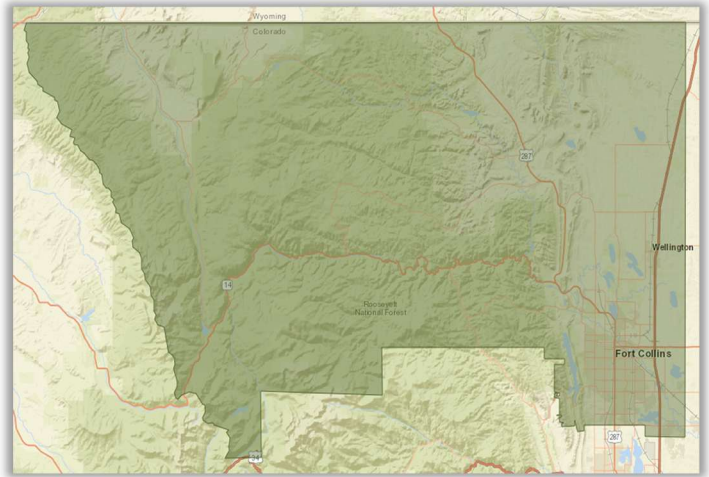 Wyoming
Colorado
287
Wellington
14
Roosevelt
National Forest
Fort Collins
287
34